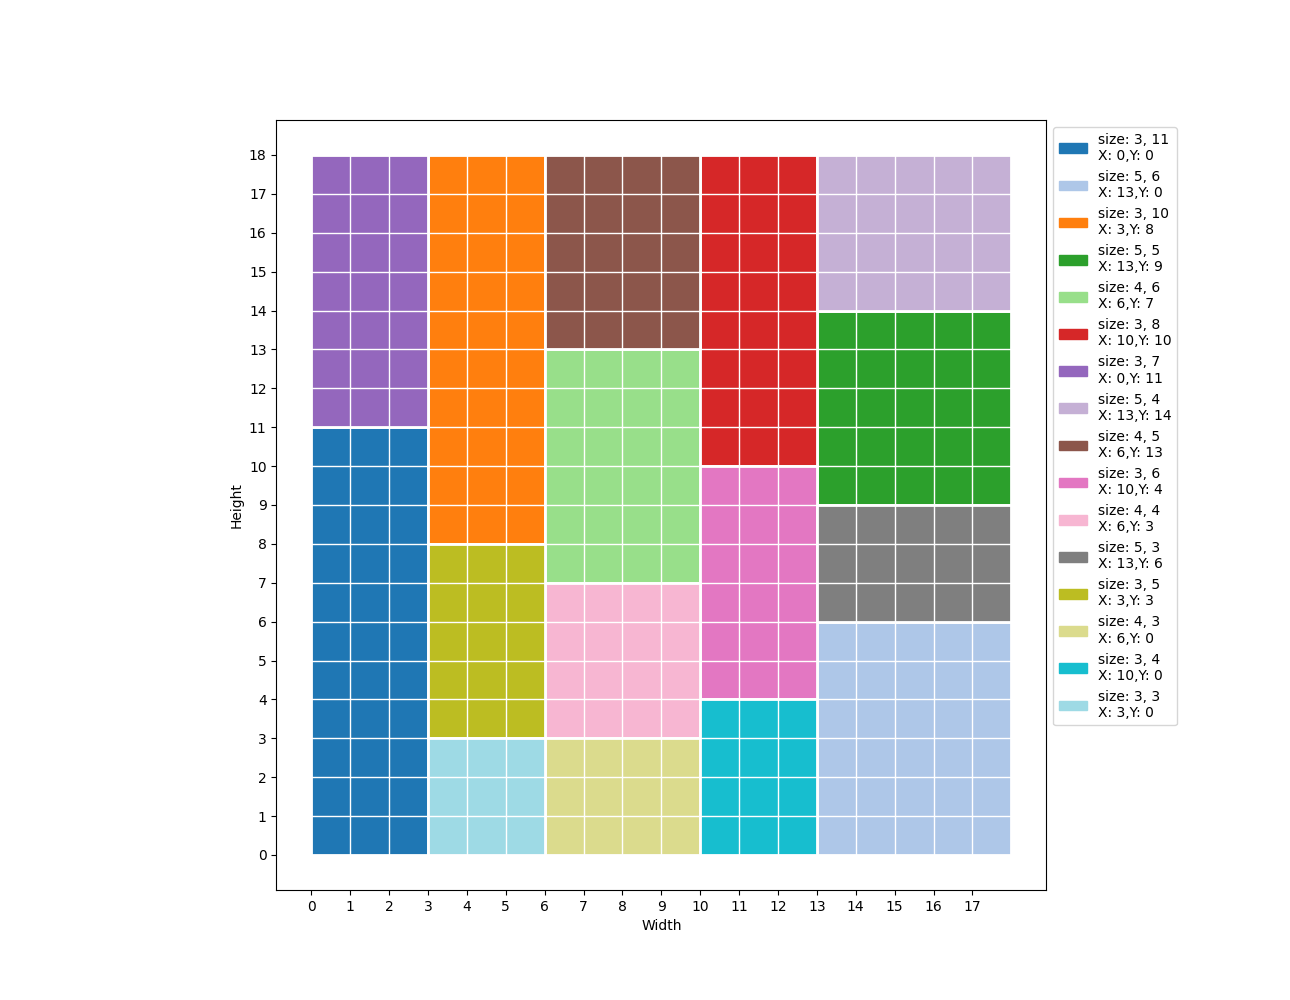 18
17
16
15
14
13
12
11
10
9
8
7
6
5
4
3
2
1
0
Height
0 1 2 3 4 5 6 7 8 9 10 11 12 13 14 15 16 17
Width
size: 3, 11
X: 0,Y: 0
size: 5, 6
X: 13,Y: 0
size: 3, 10
X: 3,Y: 8
size: 5, 5
X: 13,Y: 9
size: 4, 6
X: 6,Y: 7
size: 3, 8
X: 10,Y: 10
size: 3, 7
X: 0,Y: 11
size: 5, 4
X: 13,Y: 14
size: 4, 5
X: 6,Y: 13
size: 3, 6
X: 10,Y: 4
size: 4, 4
X: 6,Y: 3
size: 5, 3
X: 13,Y: 6
size: 3, 5
X: 3,Y: 3
size: 4, 3
X: 6,Y: 0
size: 3, 4
X: 10,Y: 0
size: 3, 3
X: 3,Y: 0